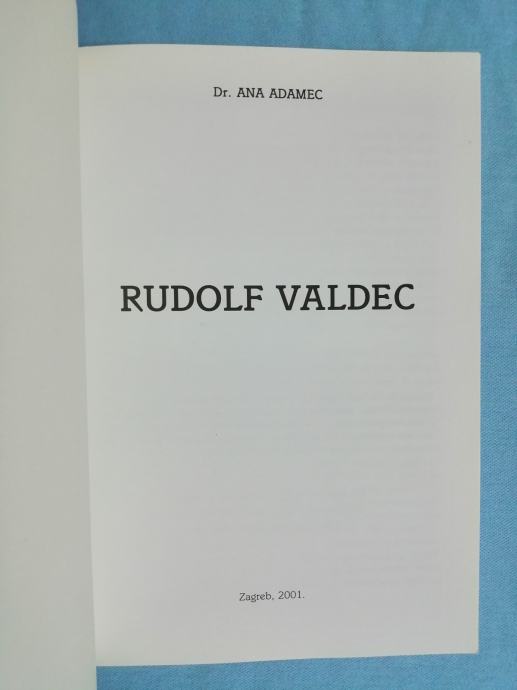 Dr. ANA ADAMEC
RUDOLF VALDEC
Zagreb, 2001.